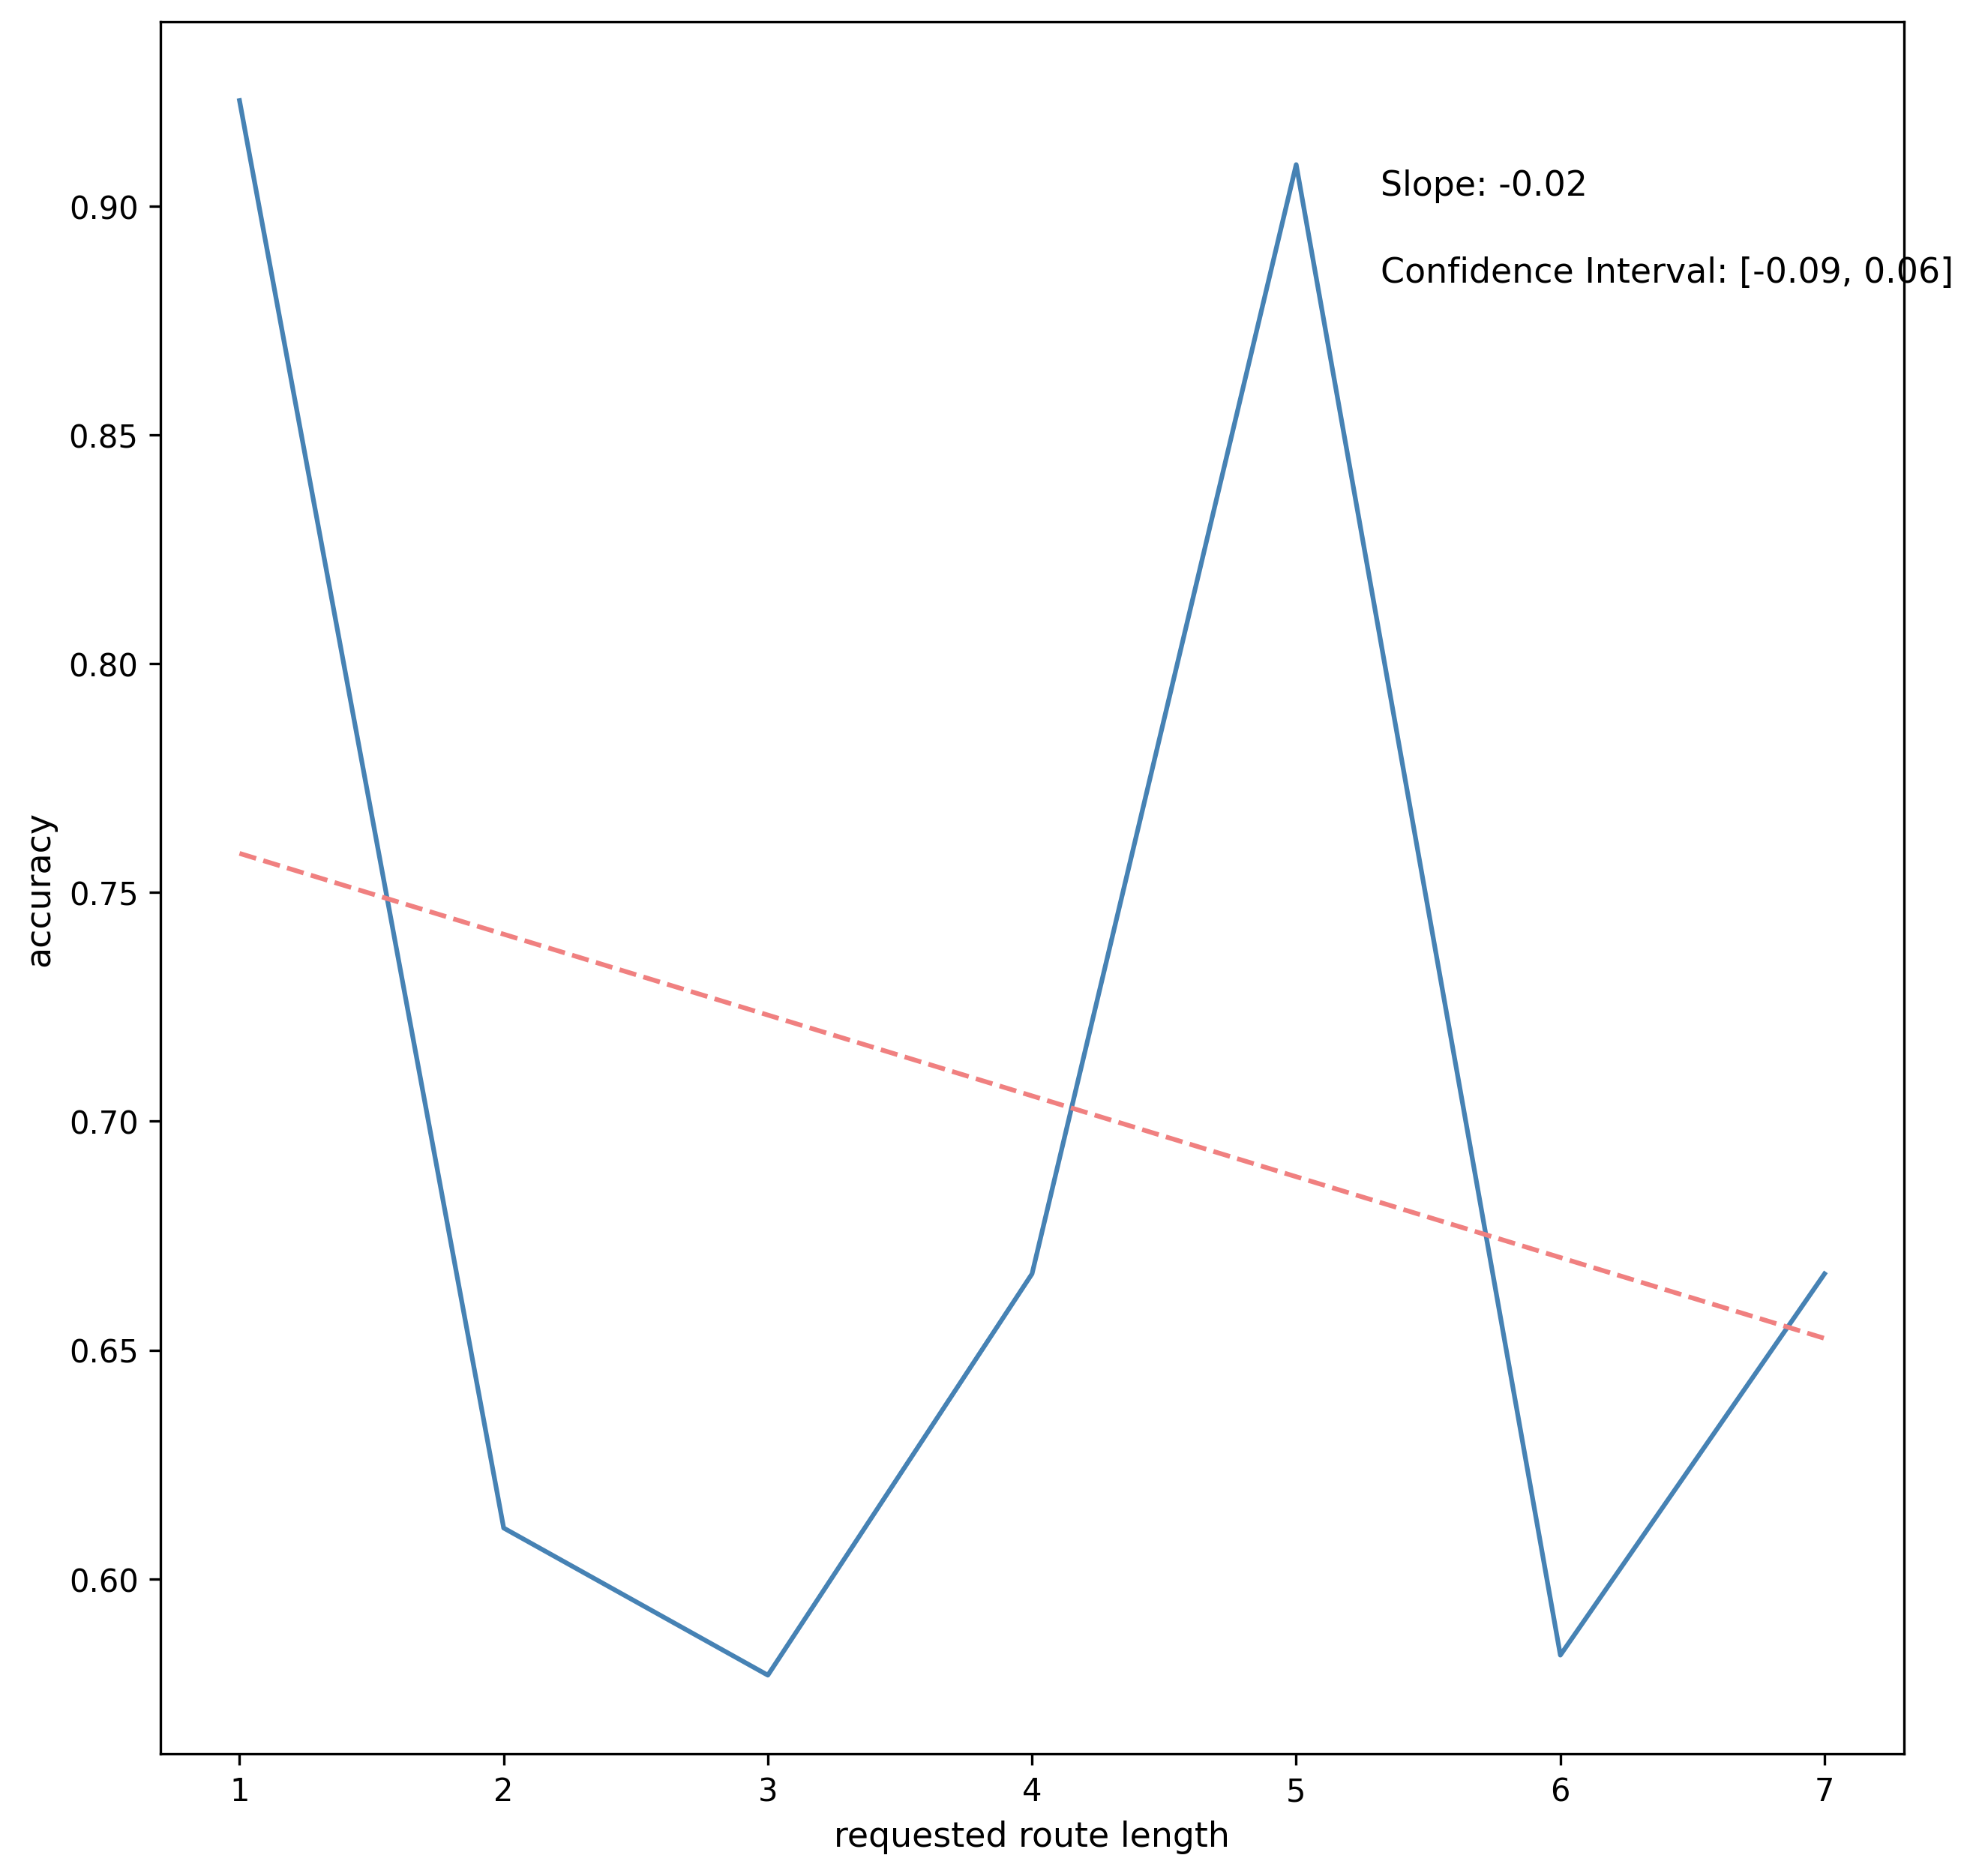 Slope: -0.02
Confidence Interval: [-0.09, 0.06]
accuracy
0.90
0.85
0.80
0.75
0.70
0.65
0.60
1 2 3 4 5 6 7
requested route length